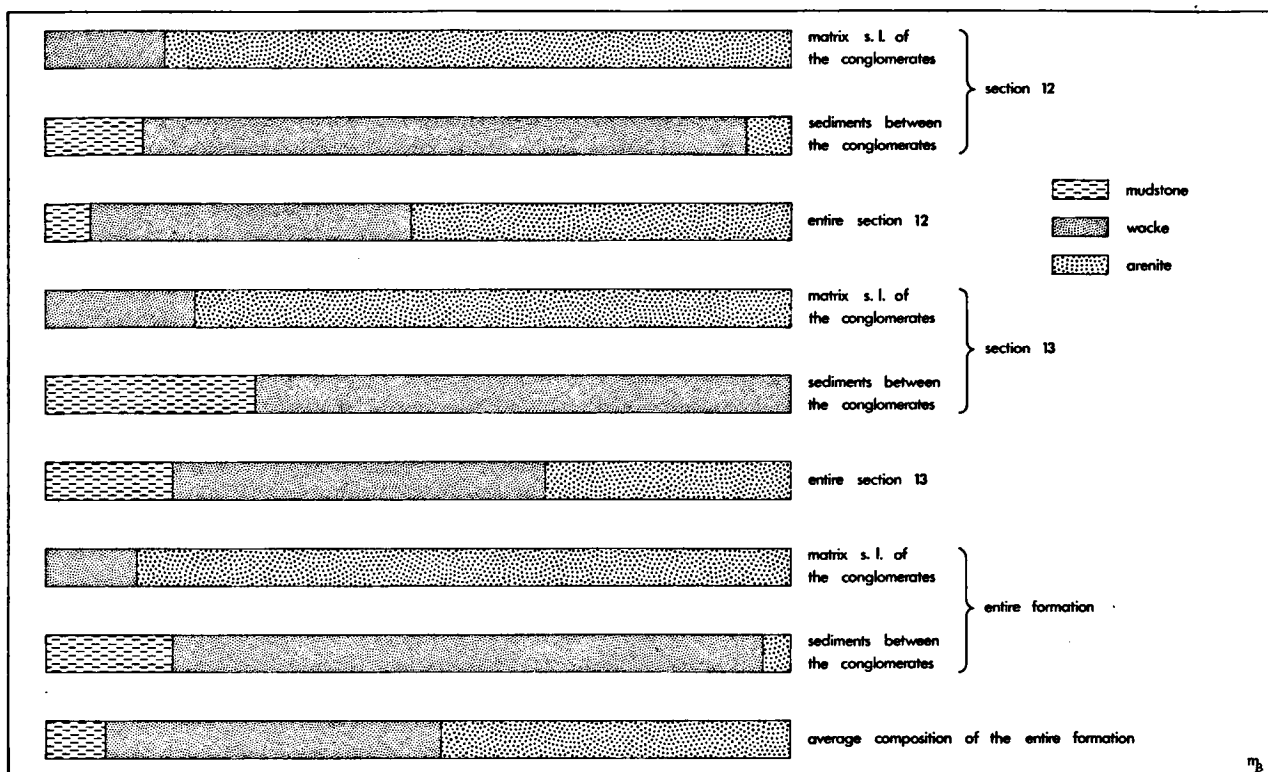 matrix s. l. of
the conglomerates
section 12
sediments between
the conglomerates
entire section 12
mudstone
wacke
arenite
matrix s. l. of
the conglomerates
section 13
sediments between
the conglomerates
entire section 13
matrix s. l. of
the conglomerates
entire formation
sediments between
the conglomerates
average composition of the entire formation